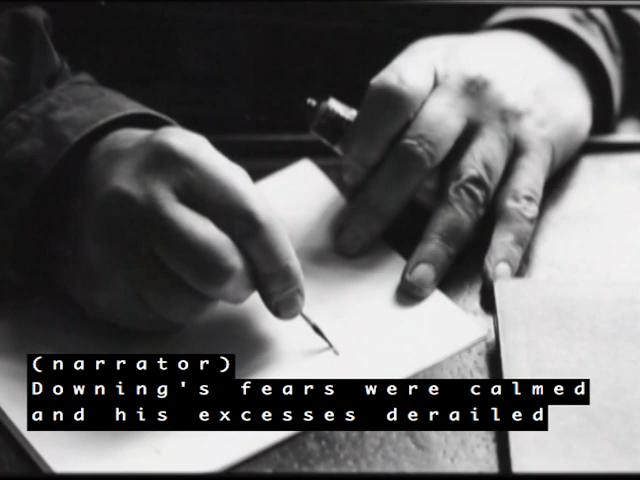 (narrator)
Downing's fears were calmed
and his excesses derailed